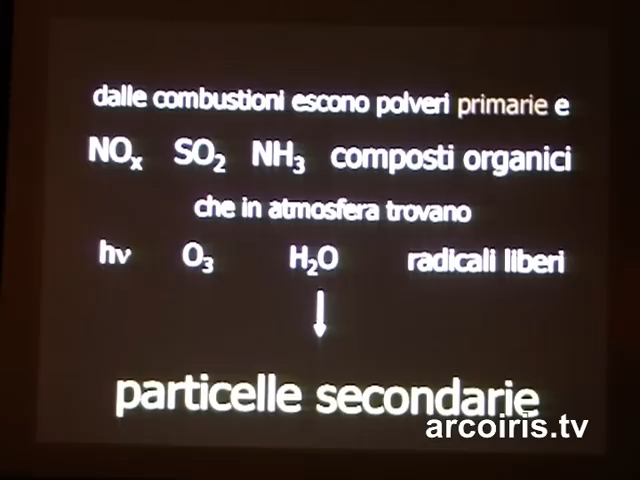 dalle combustioni escono polveri primarie e
NOx SO2 NH3 composti organici
che in atmosfera trovano
hν O3 H2O radicali liberi
↓
particelle secondarie
arcoiris.tv